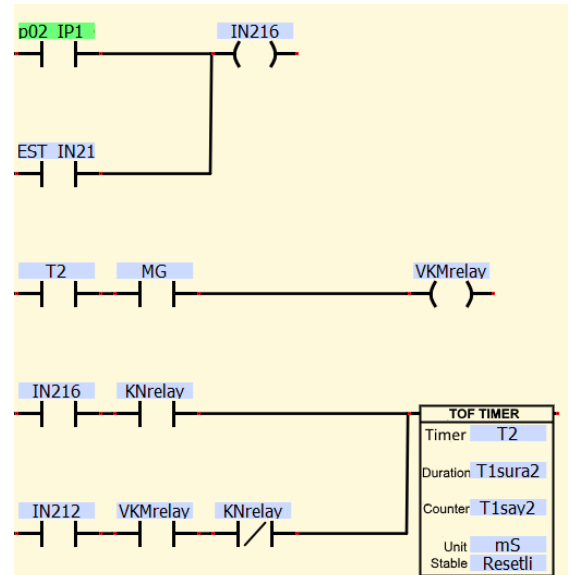 p02 IP1 IN216
EST IN21
T2 MG VKMrelay
IN216 KNrelay
TOF TIMER
Timer T2
Duration T1sura2
Counter T1say2
IN212 VKMrelay KNrelay
Unit mS
Stable Resetli